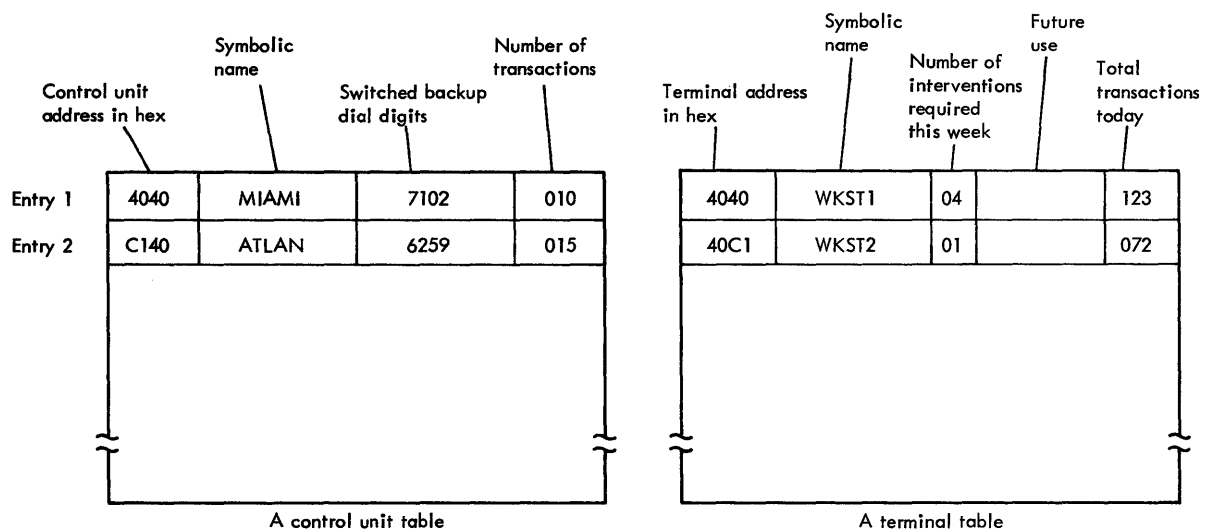 Symbolic
name
Number of
transactions
Control unit
address in hex
Switched backup
dial digits
Entry 1 4040 MIAMI 7102 010
Entry 2 C140 ATLAN 6259 015
A control unit table
Symbolic
name
Future
use
Number of
interventions
required
this week
Total
transactions
today
Terminal address
in hex
4040 WKST1 04 123
40C1 WKST2 01 072
A terminal table